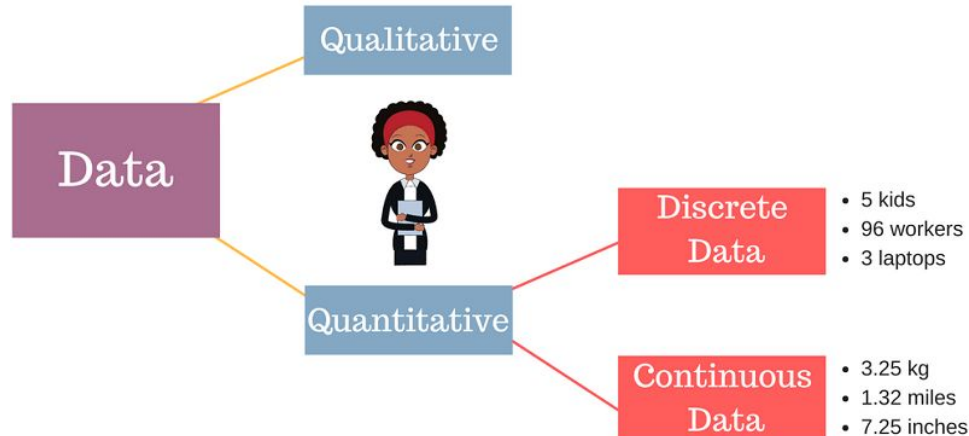 Qualitative
Data
Quantitative
Discrete
Data
• 5 kids
• 96 workers
• 3 laptops
Continuous
Data
• 3.25 kg
• 1.32 miles
• 7.25 inches